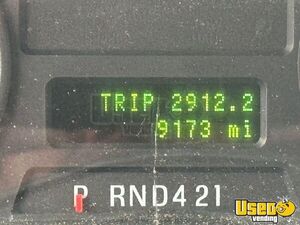 TRIP 2912.2
9173 mi
P RND421
Used
vending